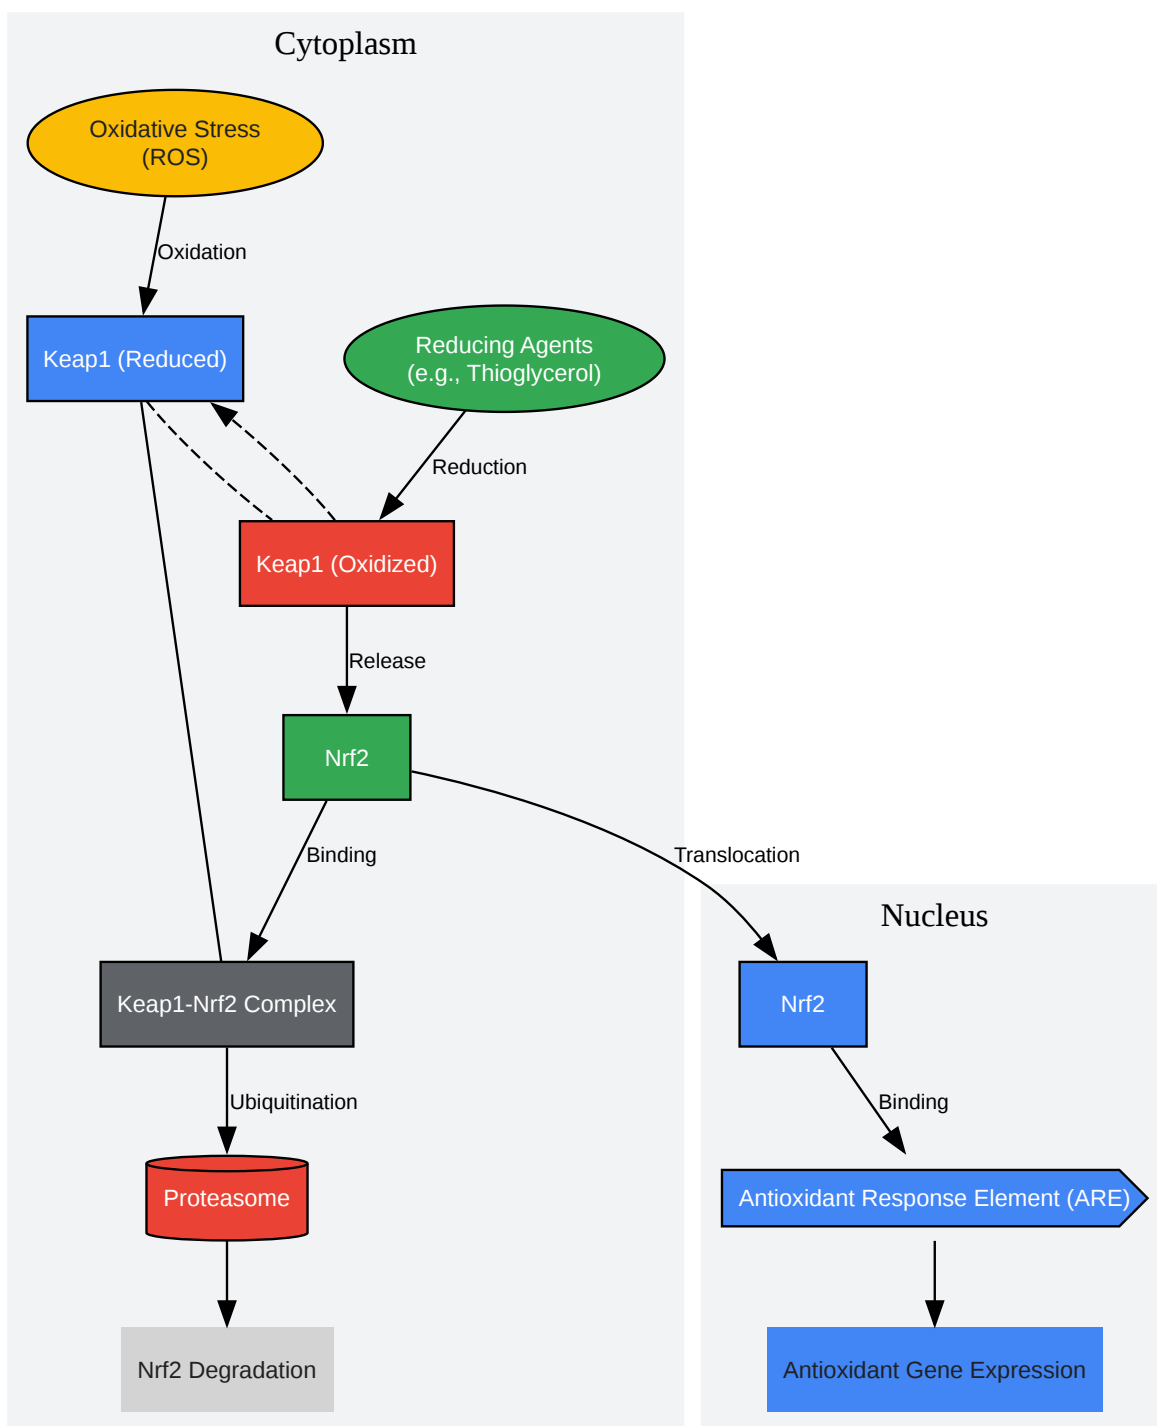 Cytoplasm
Oxidative Stress
(ROS)
Oxidation
Keap1 (Reduced)
Reducing Agents
(e.g., Thioglycerol)
Reduction
Keap1 (Oxidized)
Release
Nrf2
Binding
Translocation
Nucleus
Keap1-Nrf2 Complex
Nrf2
Ubiquitination
Binding
Proteasome
Antioxidant Response Element (ARE)
Nrf2 Degradation
Antioxidant Gene Expression